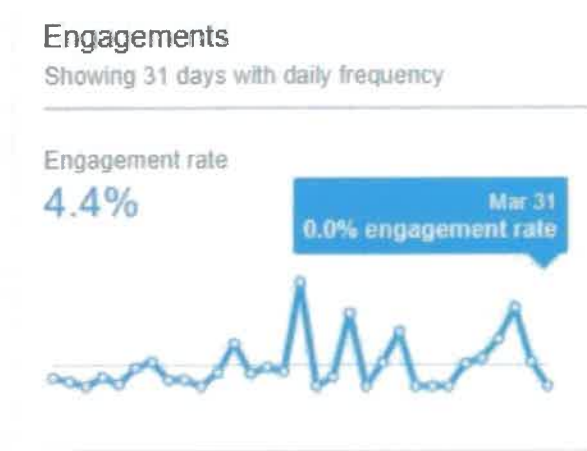 Engagements
Showing 31 days with daily frequency
Engagement rate
4.4%
Mar 31
0.0% engagement rate